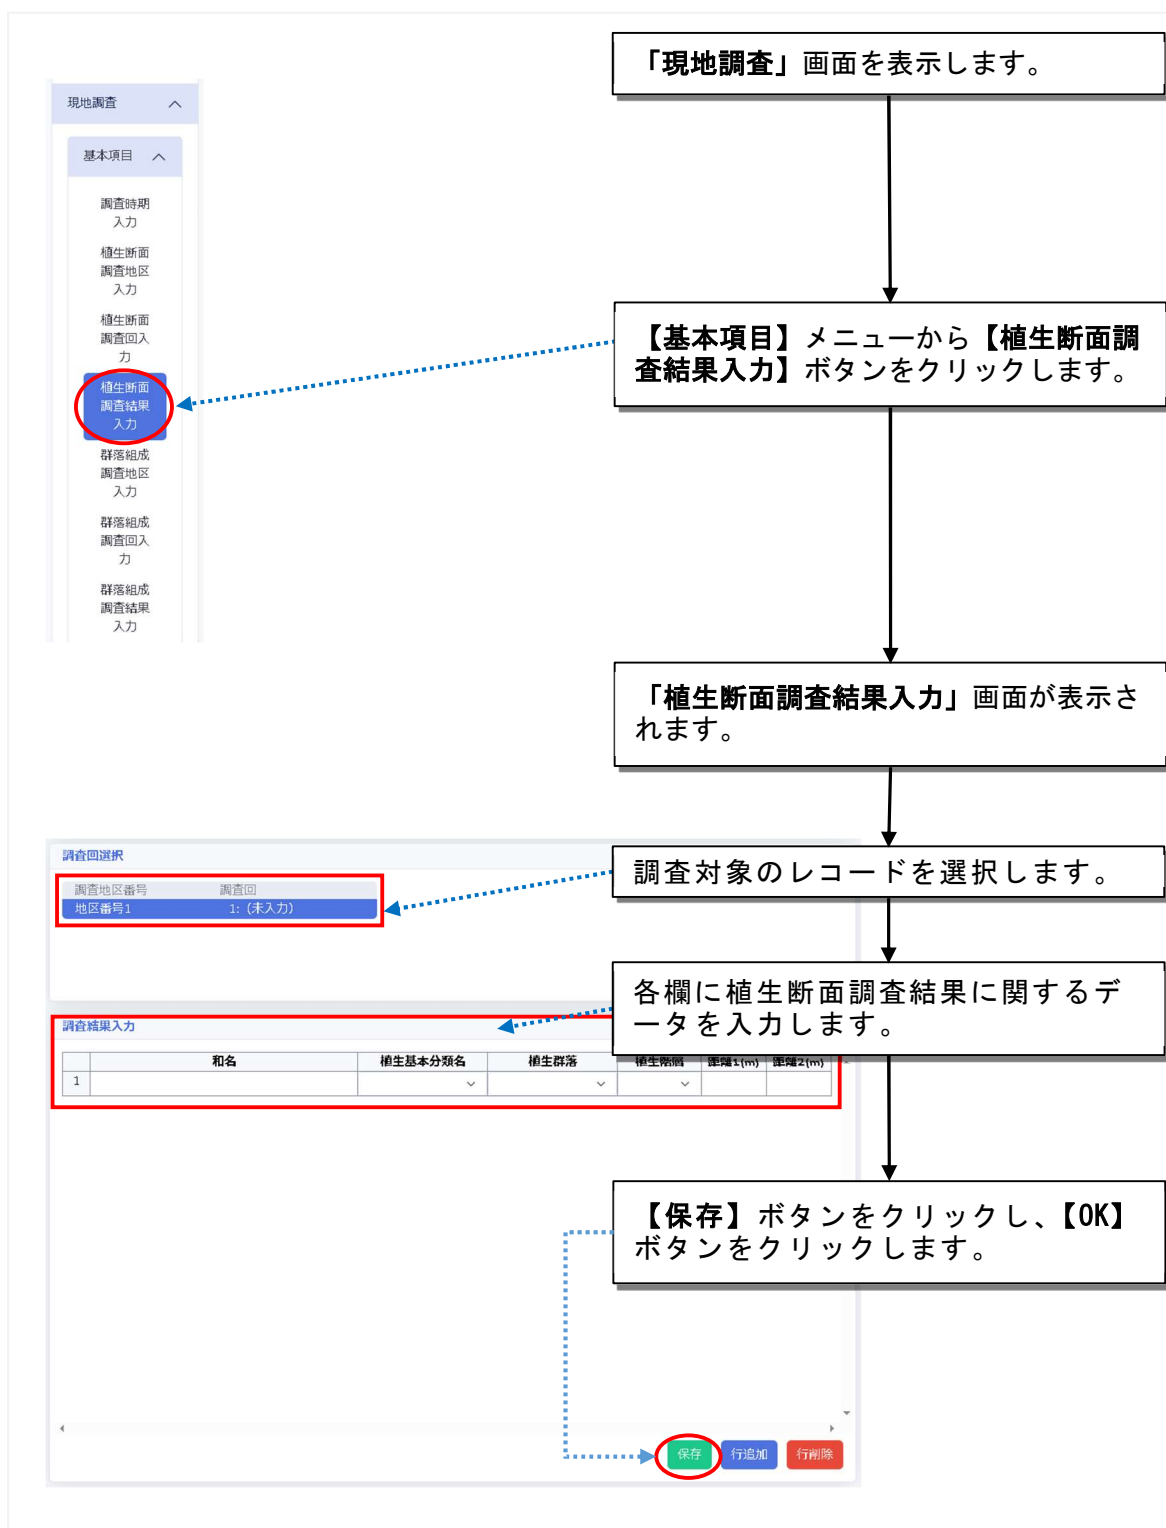 「現地調査」画面を表示します。
現地調査
基本項目
調査時期
入力
植生断面
調査地区
入力
植生断面
調査回入
力
植生断面
調査結果
入力
群落組成
調査地区
入力
群落組成
調査回入
力
群落組成
調査結果
入力
【基本項目】メニューから【植生断面調
査結果入力】ボタンをクリックします。
「植生断面調査結果入力」画面が表示さ
れます。
調査回選択
調査地区番号 調査回
地区番号1 1: (未入力)
調査対象のレコードを選択します。
各欄に植生断面調査結果に関するデ
ータを入力します。
調査結果入力
和名 植生基本分類名 植生群落 植生階層 距離1(m) 距離2(m)
1
【保存】ボタンをクリックし、【OK】
ボタンをクリックします。
保存 行追加 行削除